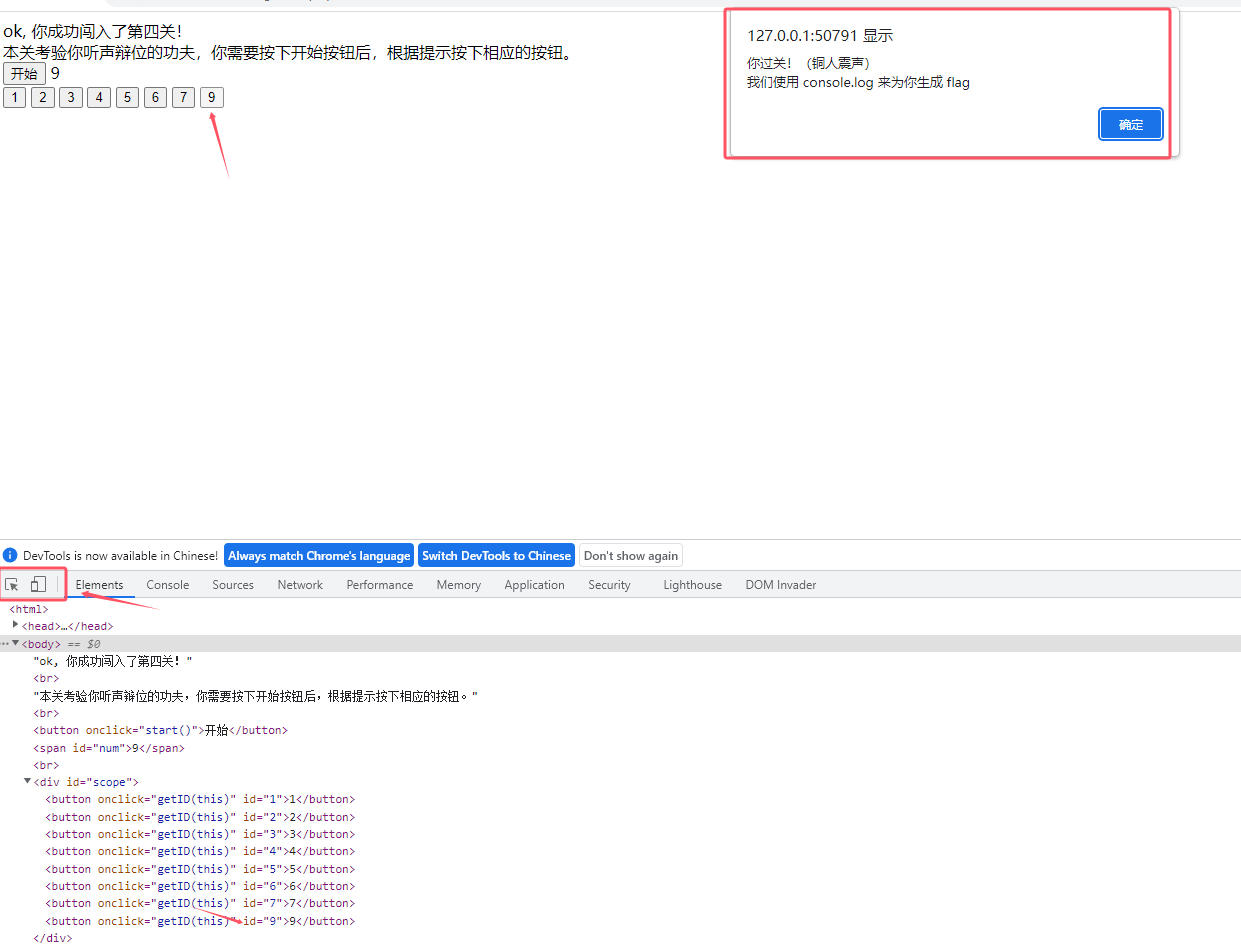 ok, 你成功闯入了第四关!
本关考验你听声辩位的功夫，你需要按下开始按钮后，根据提示按下相应的按钮。
开始 9
1 2 3 4 5 6 7 9
127.0.0.1:50791 显示
你过关！（铜人震声）
我们使用 console.log 来为你生成 flag
确定
DevTools is now available in Chinese! Always match Chrome's language Switch DevTools to Chinese Don't show again
Elements Console Sources Network Performance Memory Application Security Lighthouse DOM Invader
<html>
<head>…</head>
<body> == $0
"ok, 你成功闯入了第四关! "
<br>
"本关考验你听声辩位的功夫，你需要按下开始按钮后，根据提示按下相应的按钮。"
<br>
<button onclick="start()">开始</button>
<span id="num">9</span>
<br>
<div id="scope">
<button onclick="getID(this)" id="1">1</button>
<button onclick="getID(this)" id="2">2</button>
<button onclick="getID(this)" id="3">3</button>
<button onclick="getID(this)" id="4">4</button>
<button onclick="getID(this)" id="5">5</button>
<button onclick="getID(this)" id="6">6</button>
<button onclick="getID(this)" id="7">7</button>
<button onclick="getID(this)" id="9">9</button>
</div>